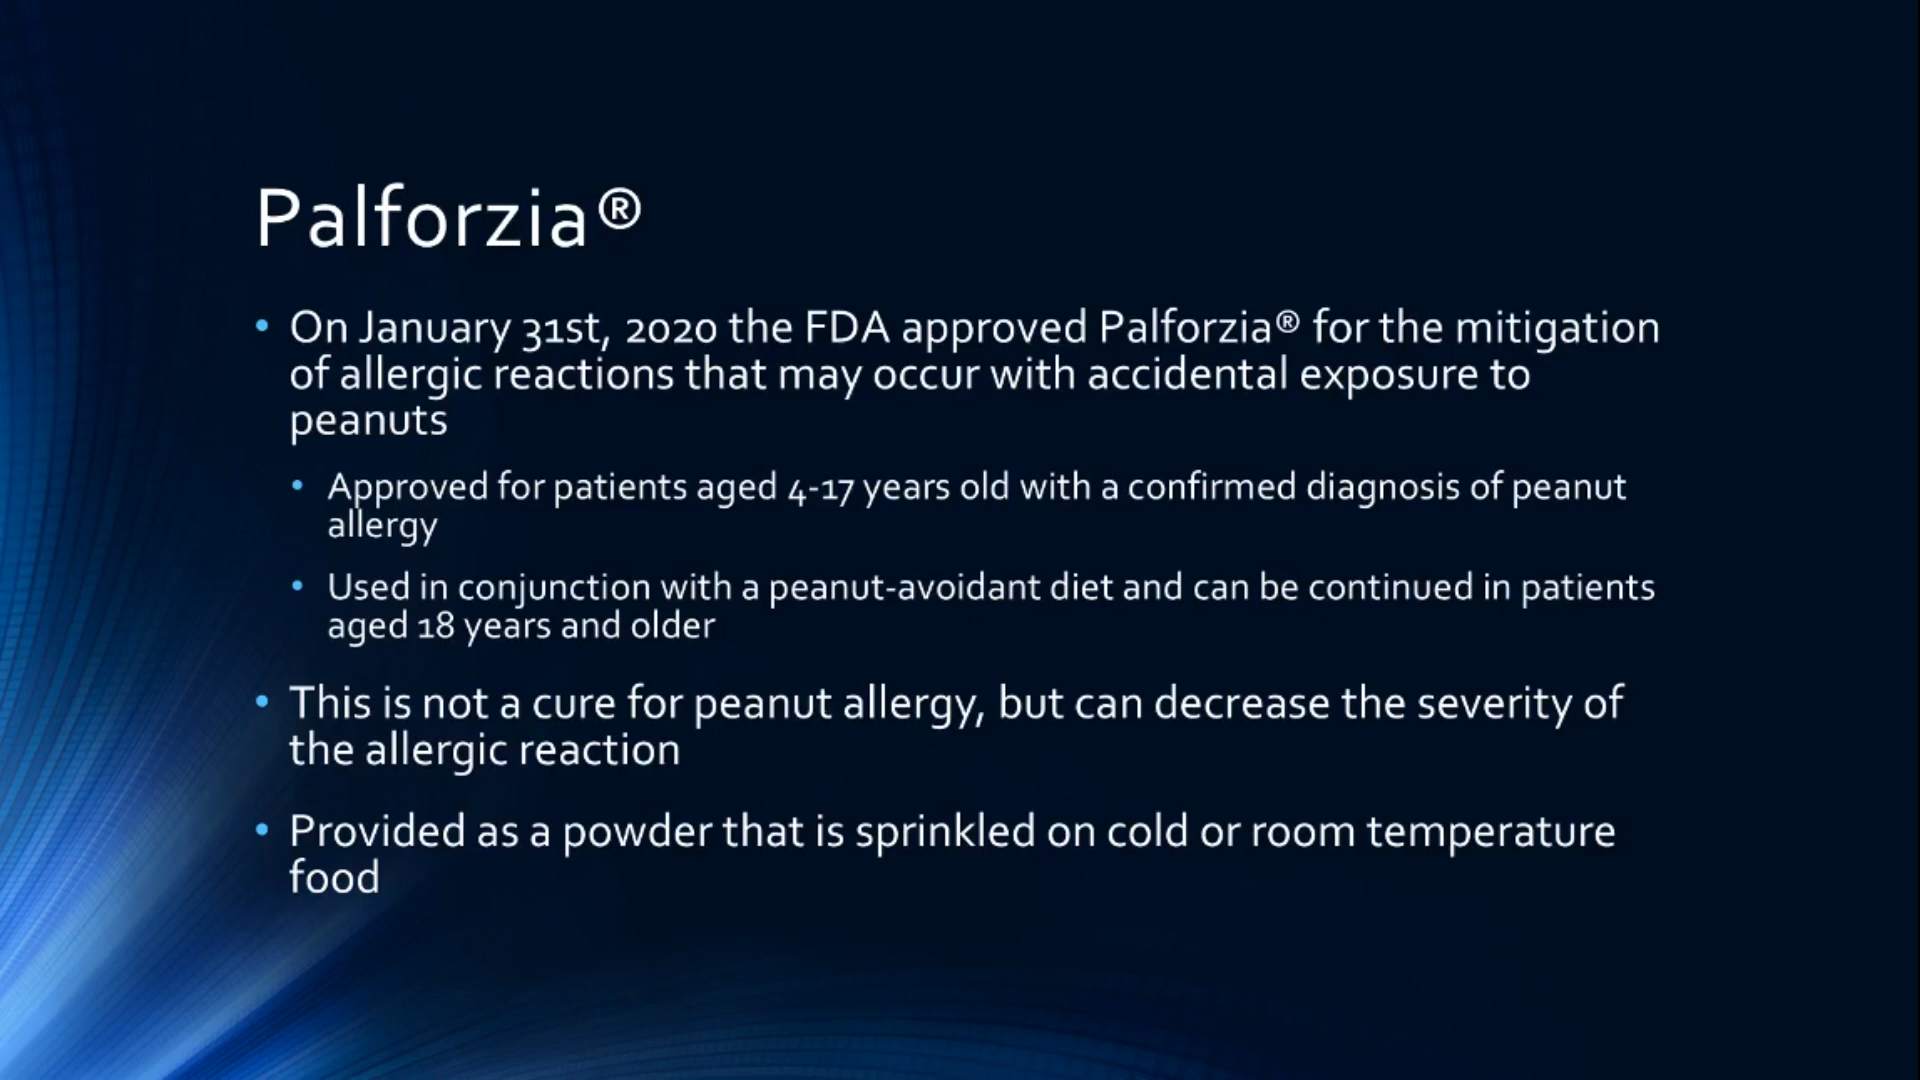 Palforzia®
• On January 31st, 2020 the FDA approved Palforzia® for the mitigation
of allergic reactions that may occur with accidental exposure to
peanuts
• Approved for patients aged 4-17 years old with a confirmed diagnosis of peanut
allergy
• Used in conjunction with a peanut-avoidant diet and can be continued in patients
aged 18 years and older
• This is not a cure for peanut allergy, but can decrease the severity of
the allergic reaction
• Provided as a powder that is sprinkled on cold or room temperature
food